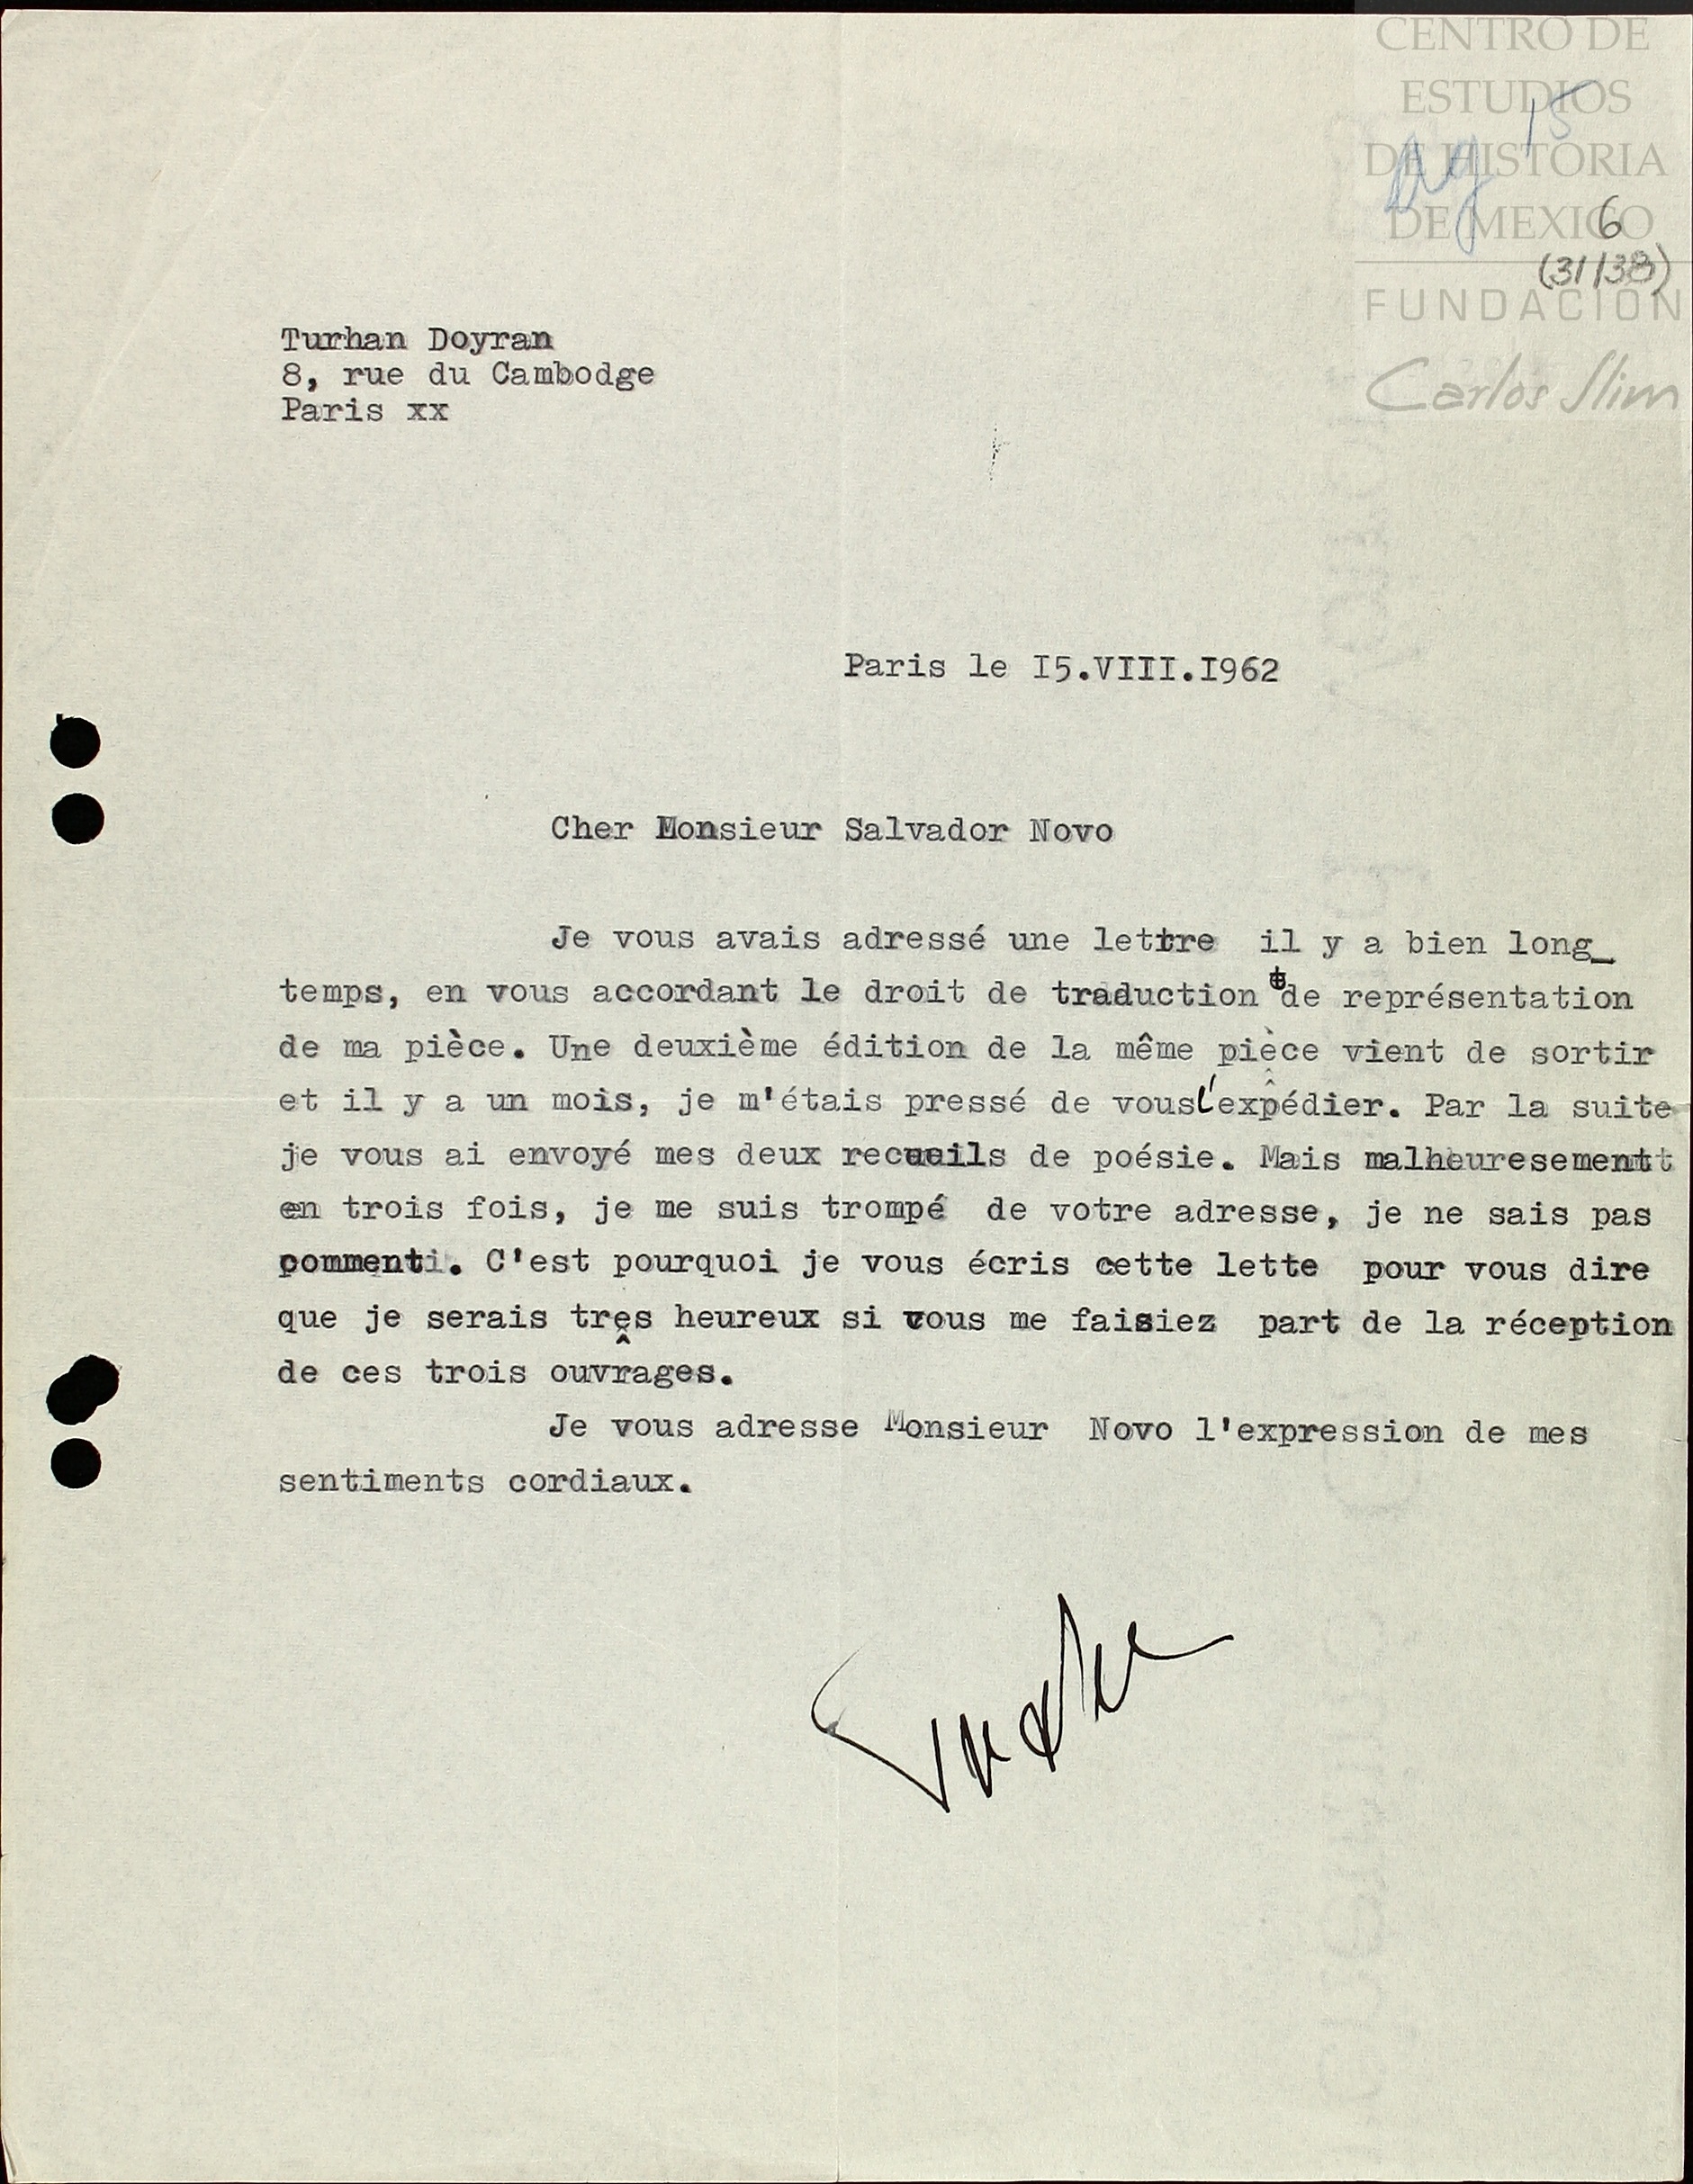 CENTRO DE
ESTUDIOS
DE HISTORIA
DE MEXICO
FUNDACIÓN
Carlos Slim
15
6
(31/38)
Turhan Doyran
8, rue du Cambodge
Paris xx
Paris le I5.VIII.I962
Cher Monsieur Salvador Novo
Je vous avais adressé une lettre il y a bien long_
temps, en vous accordant le droit de traduction de représentation
de ma pièce. Une deuxième édition de la même pièce vient de sortir
et il y a un mois, je m'étais pressé de vous l'expédier. Par la suite
je vous ai envoyé mes deux recueils de poésie. Mais malheuresementt
en trois fois, je me suis trompé de votre adresse, je ne sais pas
comment. C'est pourquoi je vous écris cette lette pour vous dire
que je serais tres heureux si vous me faisiez part de la réception
de ces trois ouvrages.
Je vous adresse Monsieur Novo l'expression de mes
sentiments cordiaux.